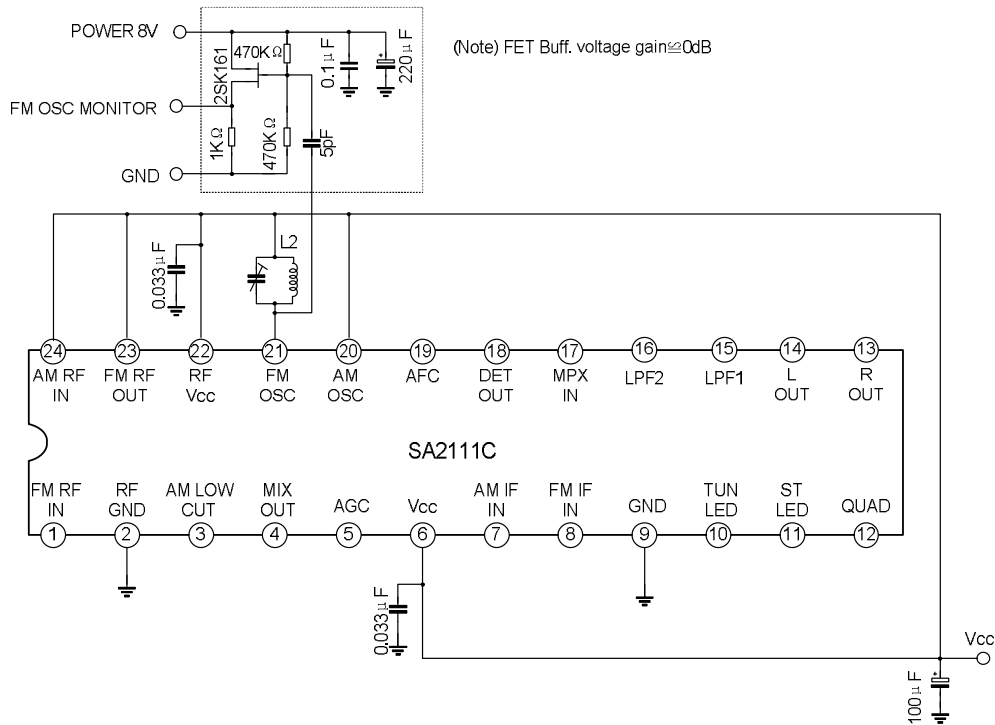 POWER 8V
(Note) FET Buff. voltage gain≦0dB
470KΩ
2SK161
0.1μF
220μF
FM OSC MONITOR
1KΩ
470KΩ
5pF
GND
0.033μF
L2
24 23 22 21 20 19 18 17 16 15 14 13
AM RF IN
FM RF OUT
RF Vcc
FM OSC
AM OSC
AFC
DET OUT
MPX IN
LPF2
LPF1
L OUT
R OUT
SA2111C
FM RF IN
RF GND
AM LOW CUT
MIX OUT
AGC
Vcc
AM IF IN
FM IF IN
GND
TUN LED
ST LED
QUAD
1 2 3 4 5 6 7 8 9 10 11 12
0.033μF
Vcc
100μF